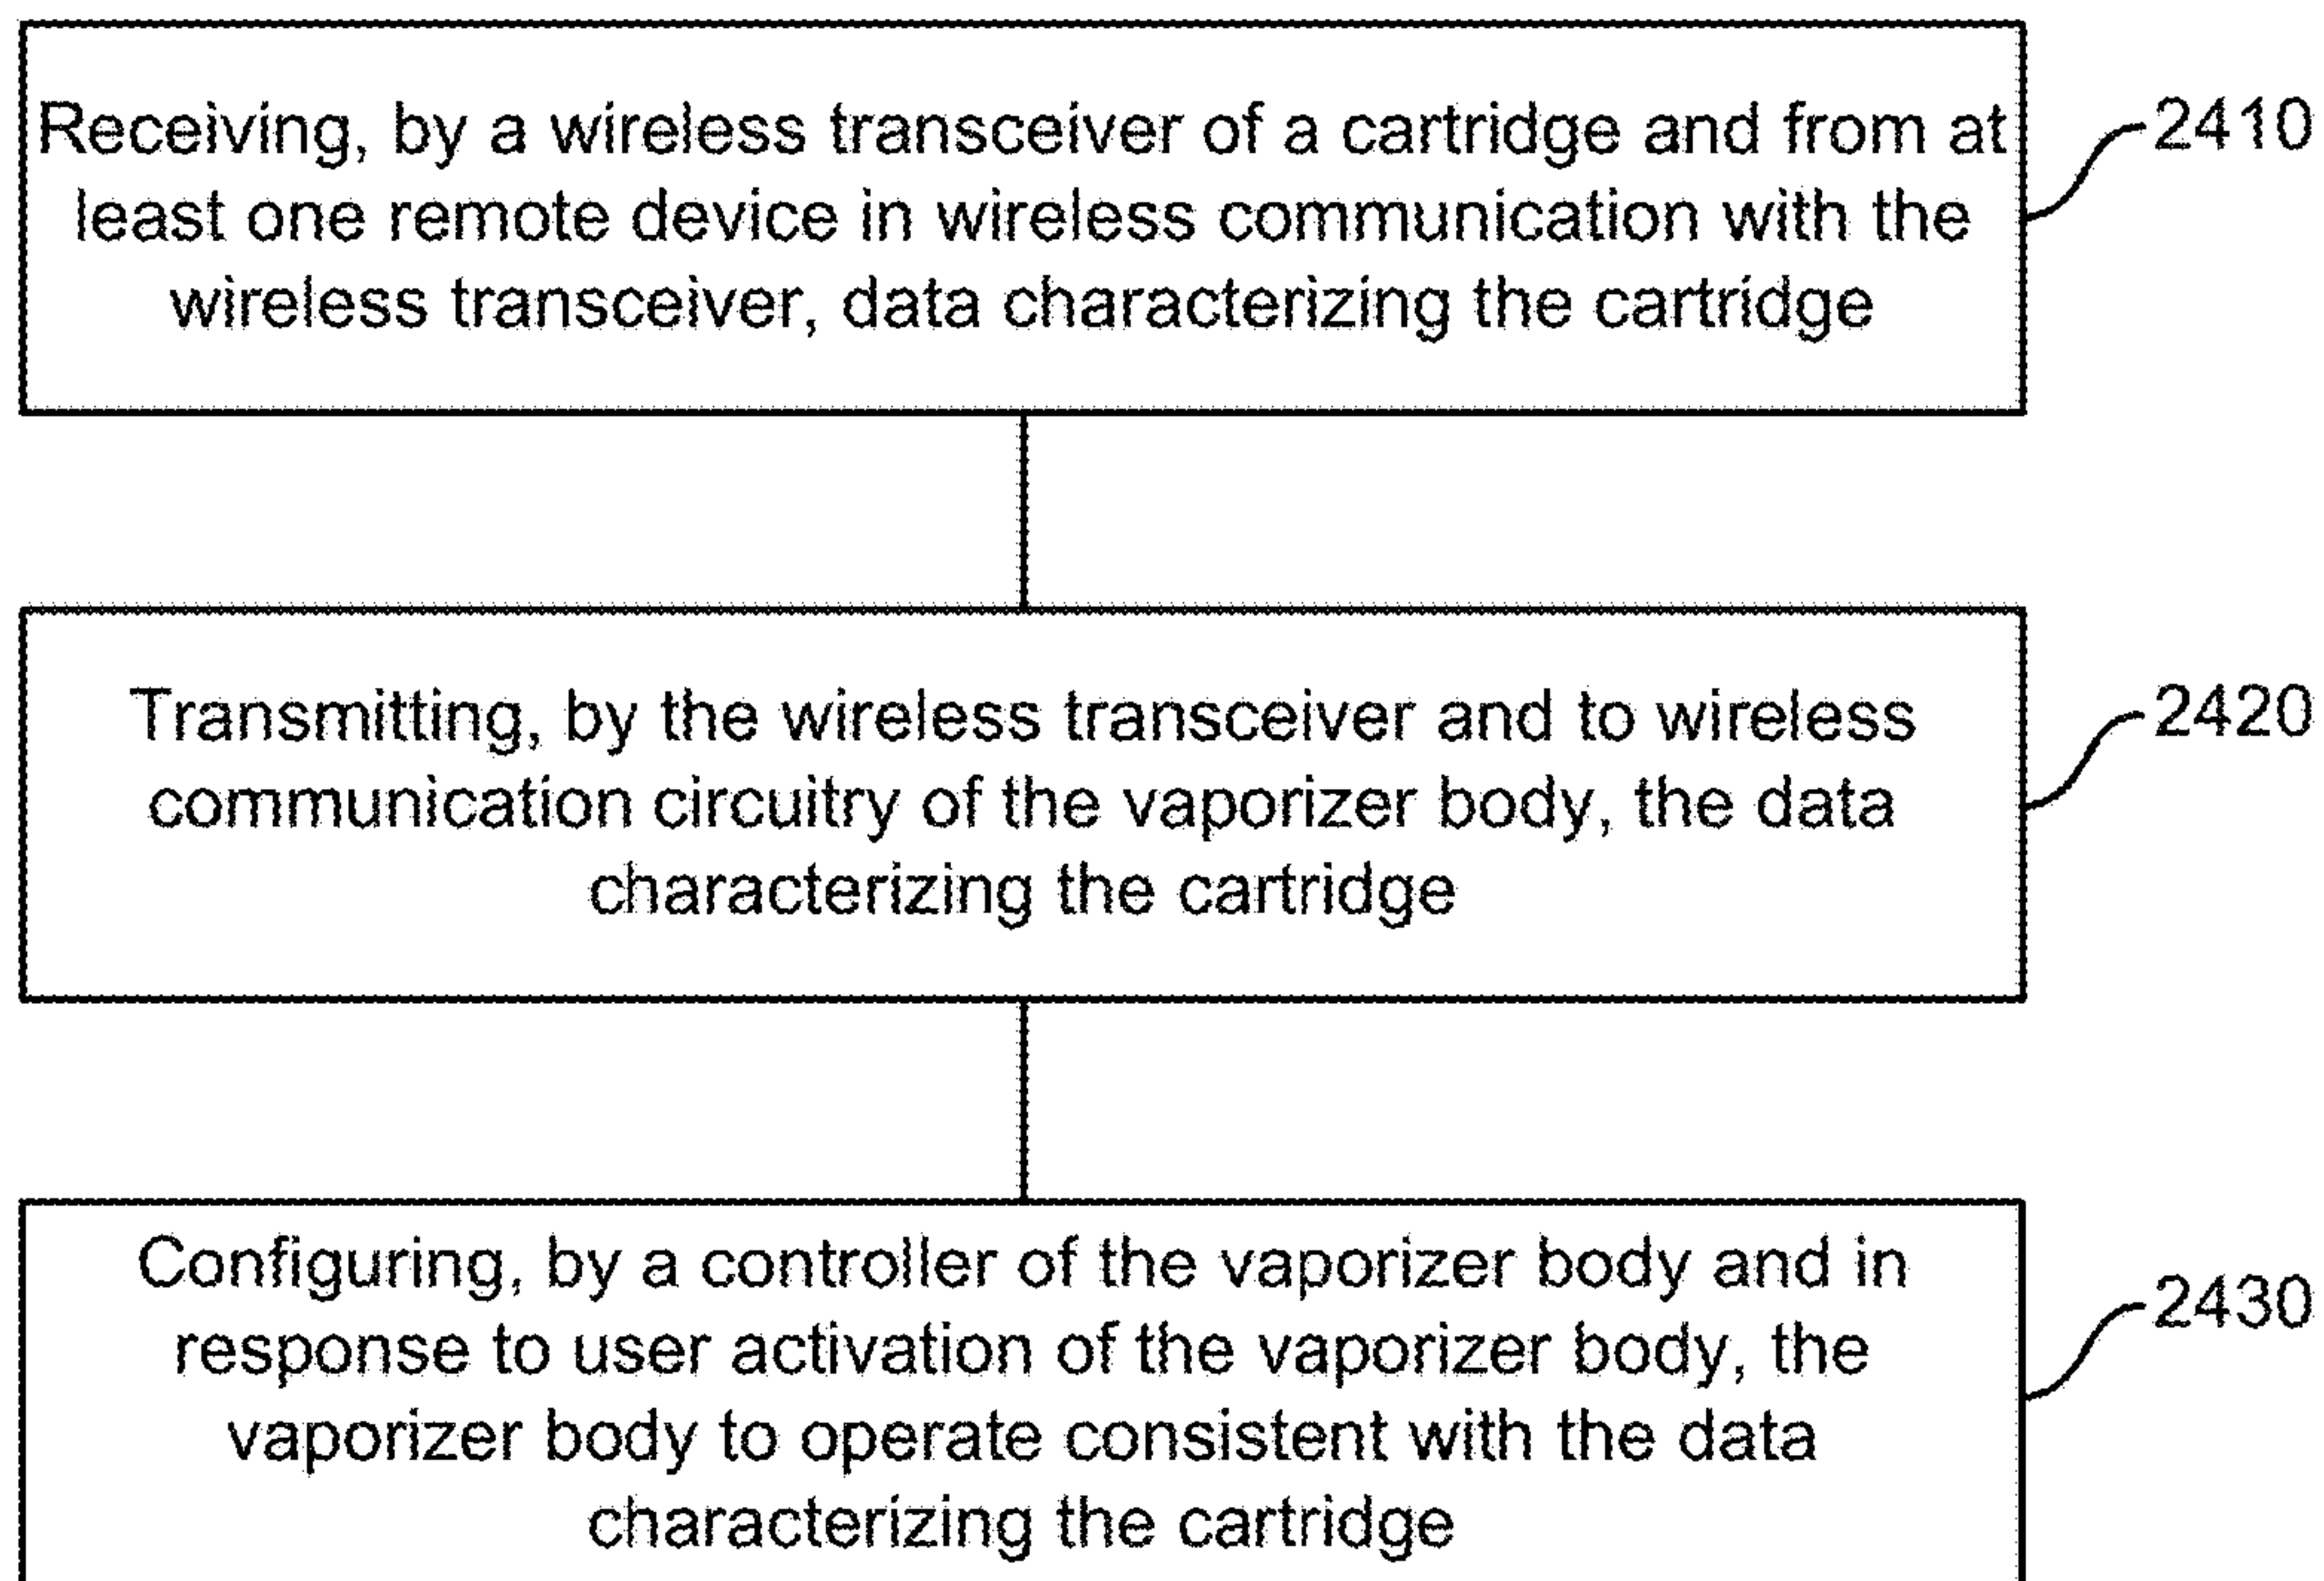 Receiving, by a wireless transceiver of a cartridge and from at
least one remote device in wireless communication with the
wireless transceiver, data characterizing the cartridge
2410
Transmitting, by the wireless transceiver and to wireless
communication circuitry of the vaporizer body, the data
characterizing the cartridge
2420
Configuring, by a controller of the vaporizer body and in
response to user activation of the vaporizer body, the
vaporizer body to operate consistent with the data
characterizing the cartridge
2430